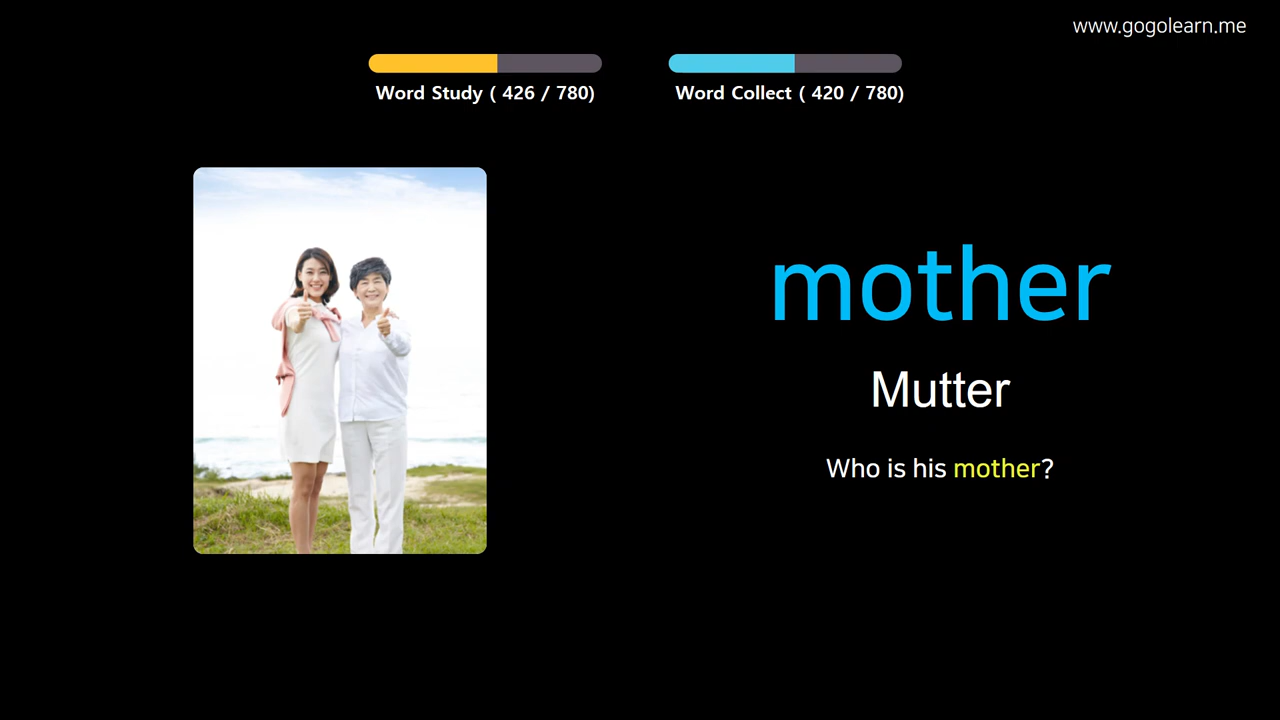 www.gogolearn.me
Word Study ( 426 / 780)
Word Collect ( 420 / 780)
mother
Mutter
Who is his mother?